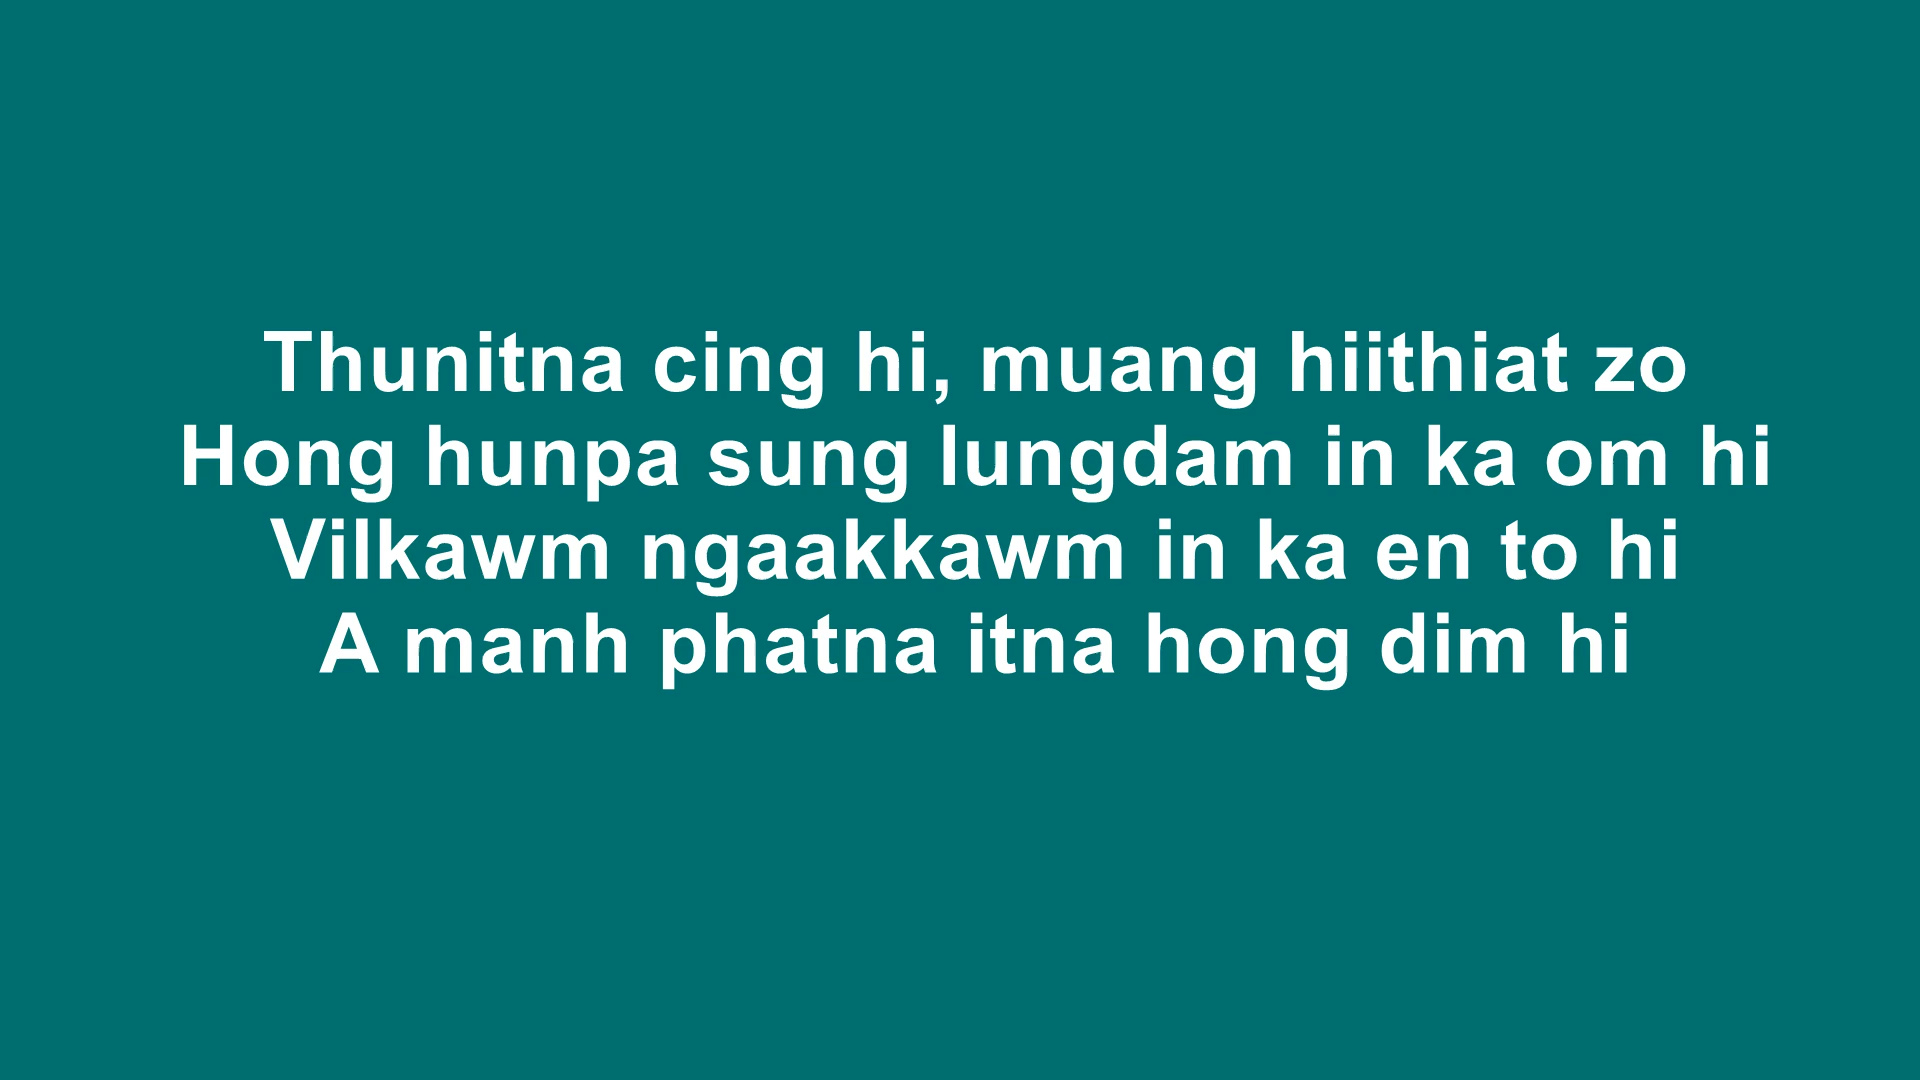 Thunitna cing hi, muang hiithiat zo
Hong hunpa sung lungdam in ka om hi
Vilkawm ngaakkawm in ka en to hi
A manh phatna itna hong dim hi